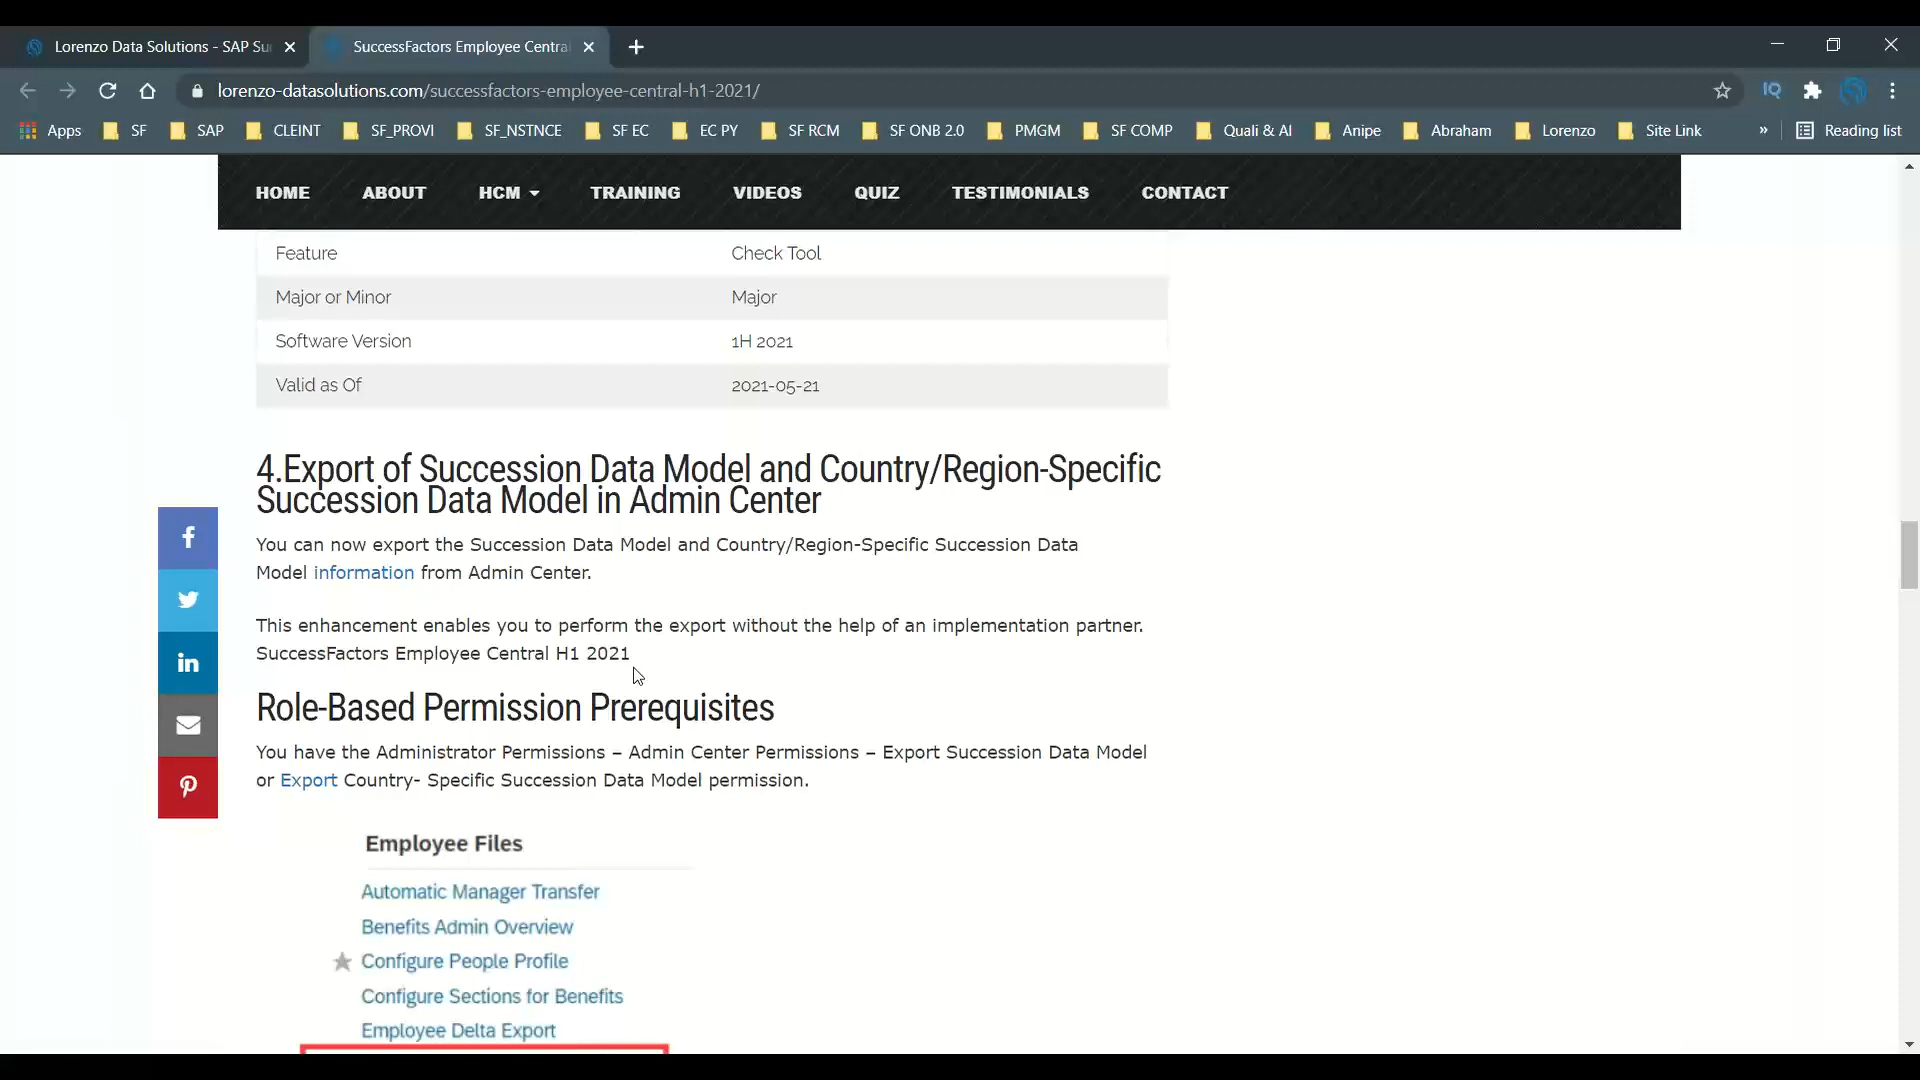 Lorenzo Data Solutions - SAP Su
SuccessFactors Employee Centra
lorenzo-datasolutions.com/successfactors-employee-central-h1-2021/
Apps SF SAP CLEINT SF_PROVI SF_NSTNCE SF EC EC PY SF RCM SF ONB 2.0 PMGM SF COMP Quali & AI Anipe Abraham Lorenzo Site Link » Reading list
HOME ABOUT HCM TRAINING VIDEOS QUIZ TESTIMONIALS CONTACT
Feature Check Tool
Major or Minor Major
Software Version 1H 2021
Valid as Of 2021-05-21
4.Export of Succession Data Model and Country/Region-Specific
Succession Data Model in Admin Center
You can now export the Succession Data Model and Country/Region-Specific Succession Data
Model information from Admin Center.
This enhancement enables you to perform the export without the help of an implementation partner.
SuccessFactors Employee Central H1 2021
Role-Based Permission Prerequisites
You have the Administrator Permissions – Admin Center Permissions – Export Succession Data Model
or Export Country- Specific Succession Data Model permission.
Employee Files
Automatic Manager Transfer
Benefits Admin Overview
Configure People Profile
Configure Sections for Benefits
Employee Delta Export